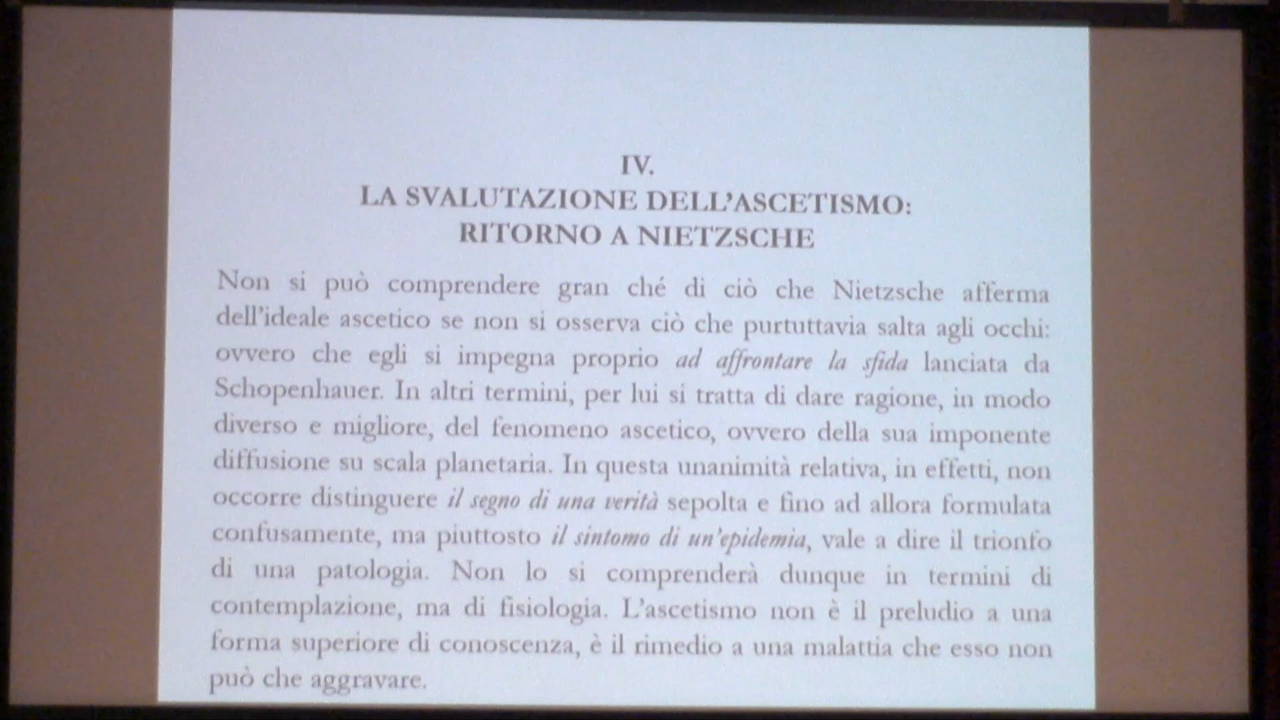 IV.
LA SVALUTAZIONE DELL'ASCETISMO:
RITORNO A NIETZSCHE
Non si può comprendere gran ché di ciò che Nietzsche afferma
dell'ideale ascetico se non si osserva ciò che purtuttavia salta agli occhi:
ovvero che egli si impegna proprio ad affrontare la sfida lanciata da
Schopenhauer. In altri termini, per lui si tratta di dare ragione, in modo
diverso e migliore, del fenomeno ascetico, ovvero della sua imponente
diffusione su scala planetaria. In questa unanimità relativa, in effetti, non
occorre distinguere il segno di una verità sepolta e fino ad allora formulata
confusamente, ma piuttosto il sintomo di un'epidemia, vale a dire il trionfo
di una patologia. Non lo si comprenderà dunque in termini di
contemplazione, ma di fisiologia. L'ascetismo non è il preludio a una
forma superiore di conoscenza, è il rimedio a una malattia che esso non
può che aggravare.